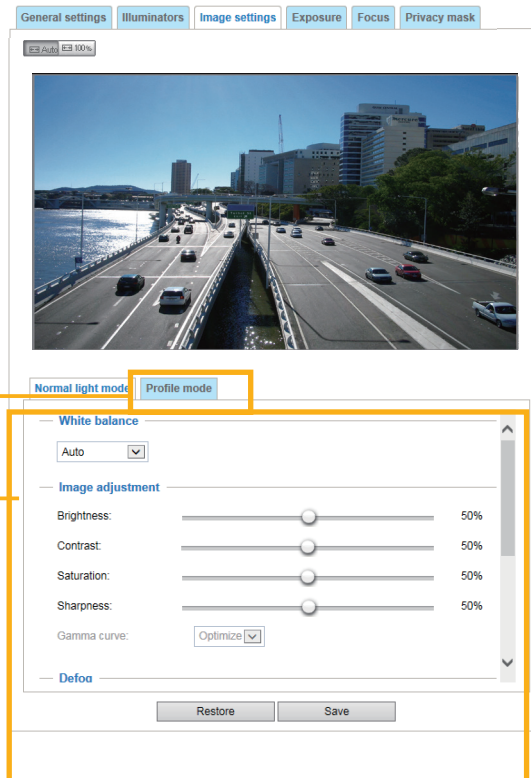 General settings Illuminators Image settings Exposure Focus Privacy mask
Auto 100%
Normal light mode Profile mode
White balance
Auto
Image adjustment
Brightness: 50%
Contrast: 50%
Saturation: 50%
Sharpness: 50%
Gamma curve: Optimize
Defog
Restore Save